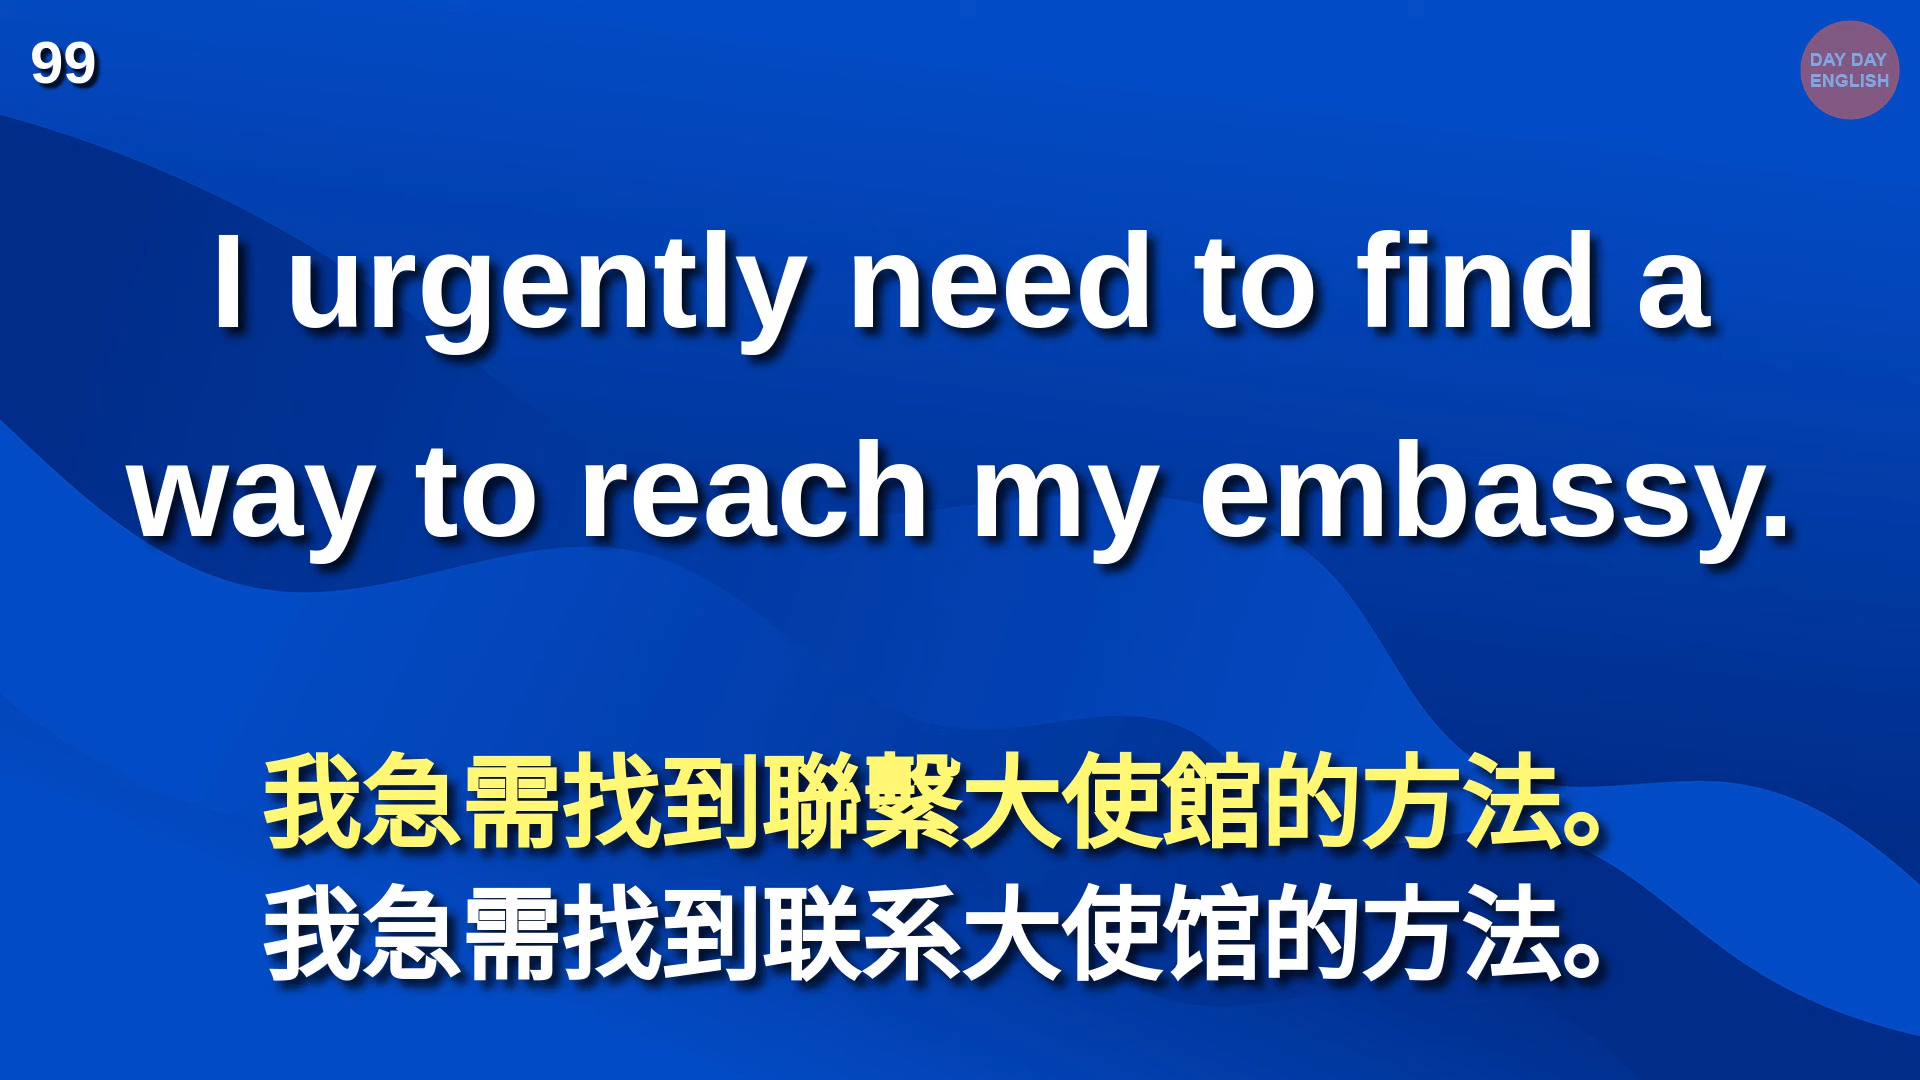 99
DAY DAY
ENGLISH
I urgently need to find a
way to reach my embassy.
我急需找到聯繫大使館的方法。
我急需找到联系大使馆的方法。